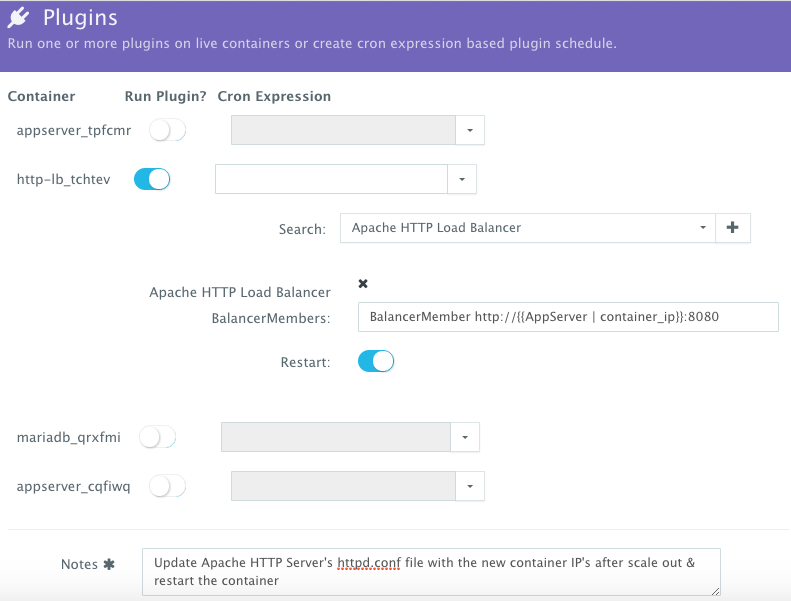 Plugins
Run one or more plugins on live containers or create cron expression based plugin schedule.
Container Run Plugin? Cron Expression
appserver_tpfcmr
http-lb_tchtev
Search: Apache HTTP Load Balancer
Apache HTTP Load Balancer
BalancerMembers: BalancerMember http://{{AppServer | container_ip}}:8080
Restart:
mariadb_qrxfmi
appserver_cqfiwq
Notes ✱ Update Apache HTTP Server's httpd.conf file with the new container IP's after scale out &
restart the container